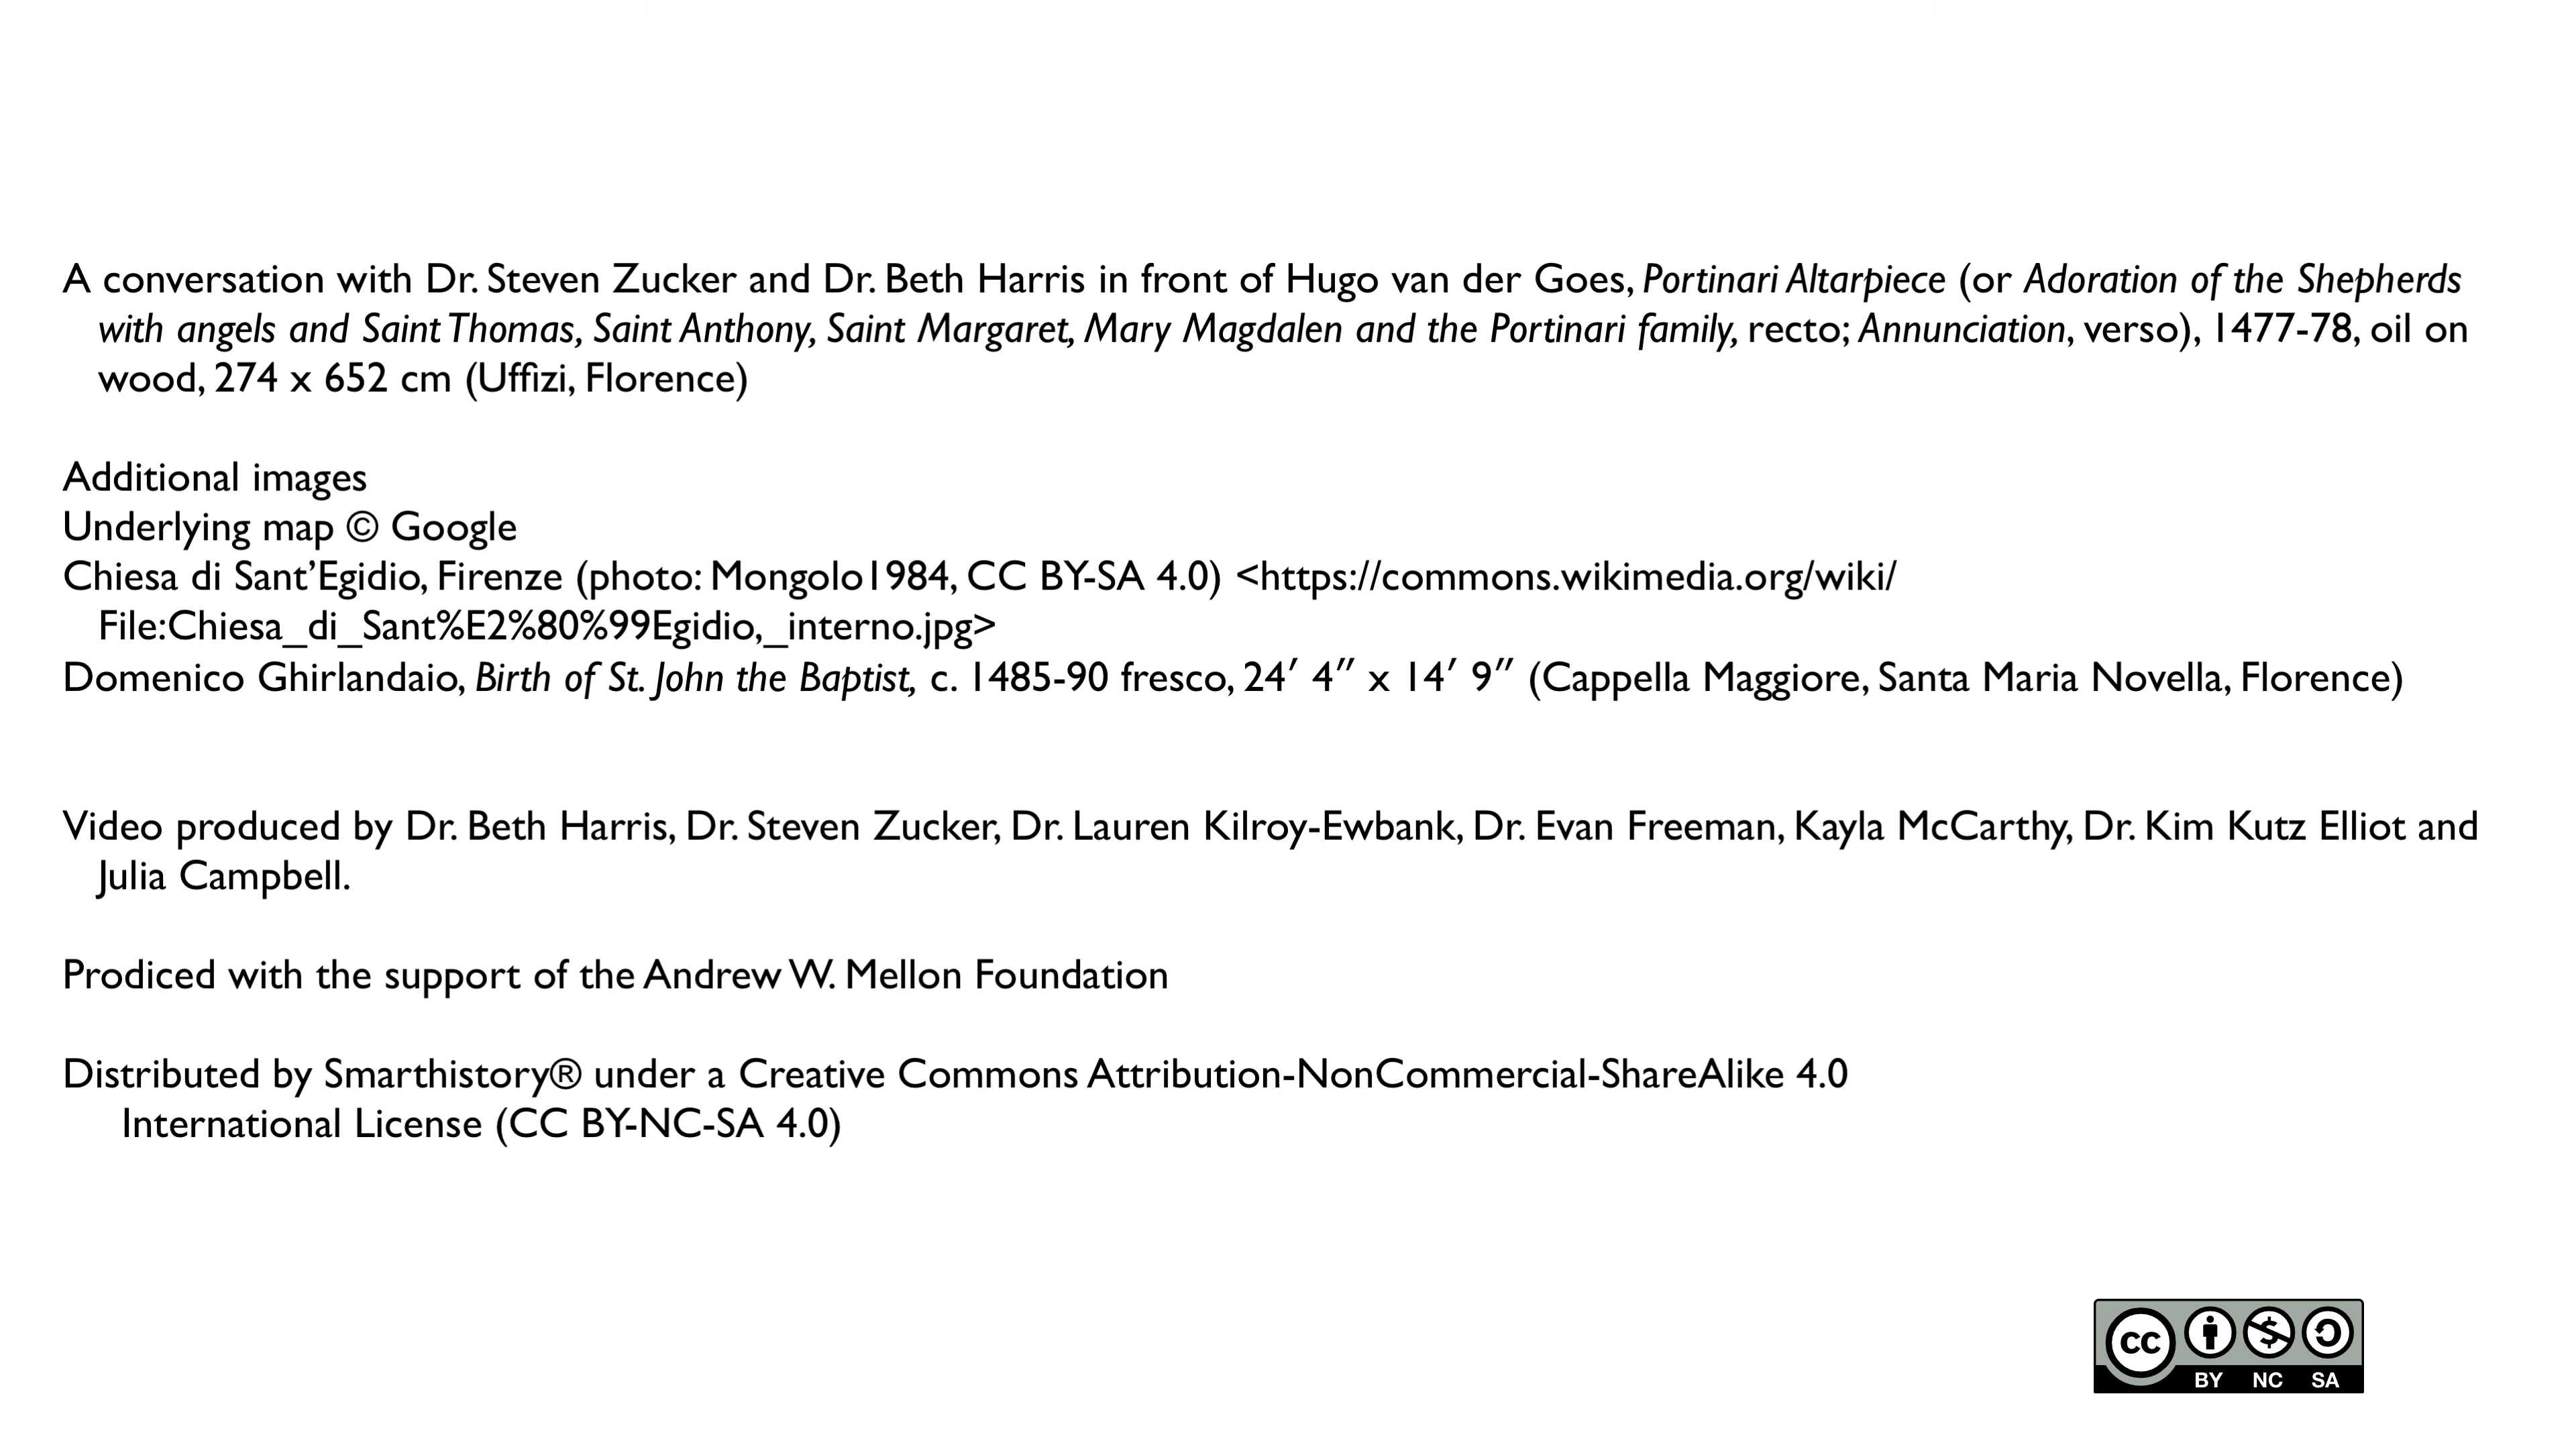 A conversation with Dr. Steven Zucker and Dr. Beth Harris in front of Hugo van der Goes, Portinari Altarpiece (or Adoration of the Shepherds
with angels and Saint Thomas, Saint Anthony, Saint Margaret, Mary Magdalen and the Portinari family, recto; Annunciation, verso), 1477-78, oil on
wood, 274 x 652 cm (Uffizi, Florence)
Additional images
Underlying map © Google
Chiesa di Sant’Egidio, Firenze (photo: Mongolo1984, CC BY-SA 4.0) <https://commons.wikimedia.org/wiki/
File:Chiesa_di_Sant%E2%80%99Egidio,_interno.jpg>
Domenico Ghirlandaio, Birth of St. John the Baptist, c. 1485-90 fresco, 24′ 4″ x 14′ 9″ (Cappella Maggiore, Santa Maria Novella, Florence)
Video produced by Dr. Beth Harris, Dr. Steven Zucker, Dr. Lauren Kilroy-Ewbank, Dr. Evan Freeman, Kayla McCarthy, Dr. Kim Kutz Elliot and
Julia Campbell.
Prodiced with the support of the Andrew W. Mellon Foundation
Distributed by Smarthistory® under a Creative Commons Attribution-NonCommercial-ShareAlike 4.0
International License (CC BY-NC-SA 4.0)
cc
BY NC SA